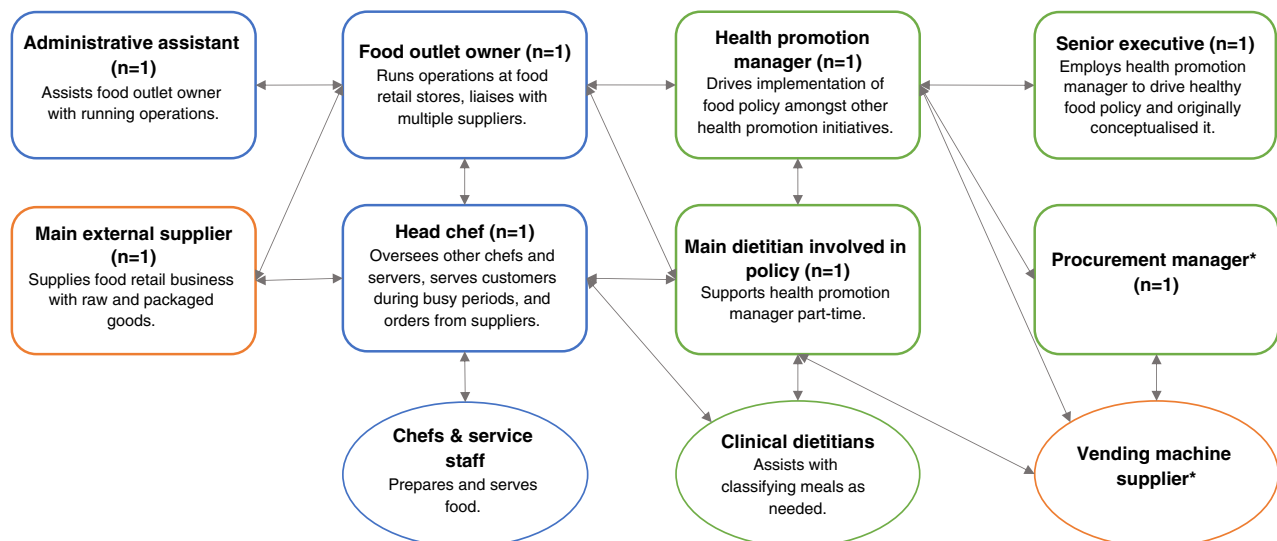 Administrative assistant
(n=1)
Assists food outlet owner
with running operations.
Food outlet owner (n=1)
Runs operations at food
retail stores, liaises with
multiple suppliers.
Health promotion
manager (n=1)
Drives implementation of
food policy amongst other
health promotion initiatives.
Senior executive (n=1)
Employs health promotion
manager to drive healthy
food policy and originally
conceptualised it.
Main external supplier
(n=1)
Supplies food retail business
with raw and packaged
goods.
Head chef (n=1)
Oversees other chefs and
servers, serves customers
during busy periods, and
orders from suppliers.
Main dietitian involved in
policy (n=1)
Supports health promotion
manager part-time.
Procurement manager*
(n=1)
Chefs & service
staff
Prepares and serves
food.
Clinical dietitians
Assists with
classifying meals as
needed.
Vending machine
supplier*